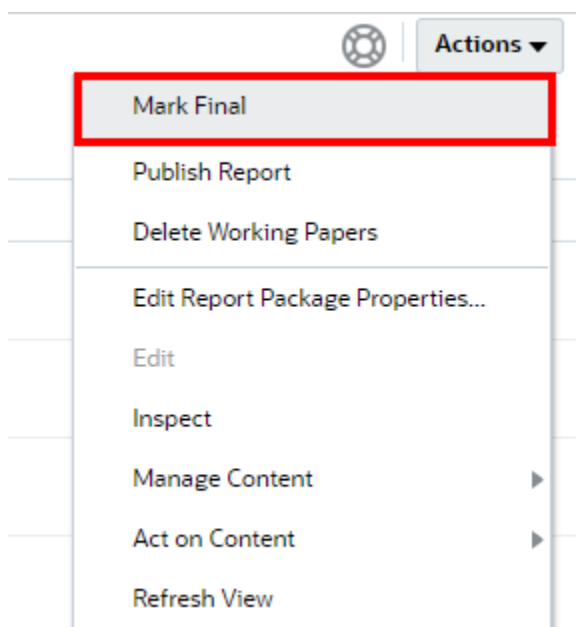 Actions
Mark Final
Publish Report
Delete Working Papers
Edit Report Package Properties...
Edit
Inspect
Manage Content
Act on Content
Refresh View